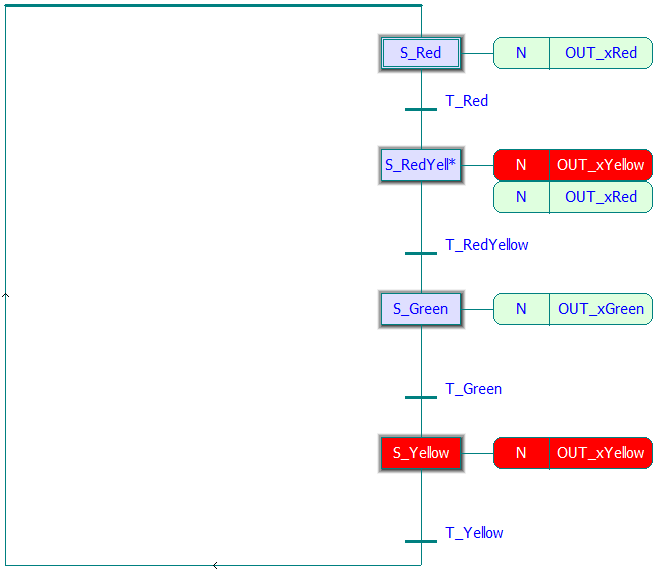 S_Red N OUT_xRed
T_Red
S_RedYell* N OUT_xYellow
N OUT_xRed
T_RedYellow
S_Green N OUT_xGreen
T_Green
S_Yellow N OUT_xYellow
T_Yellow